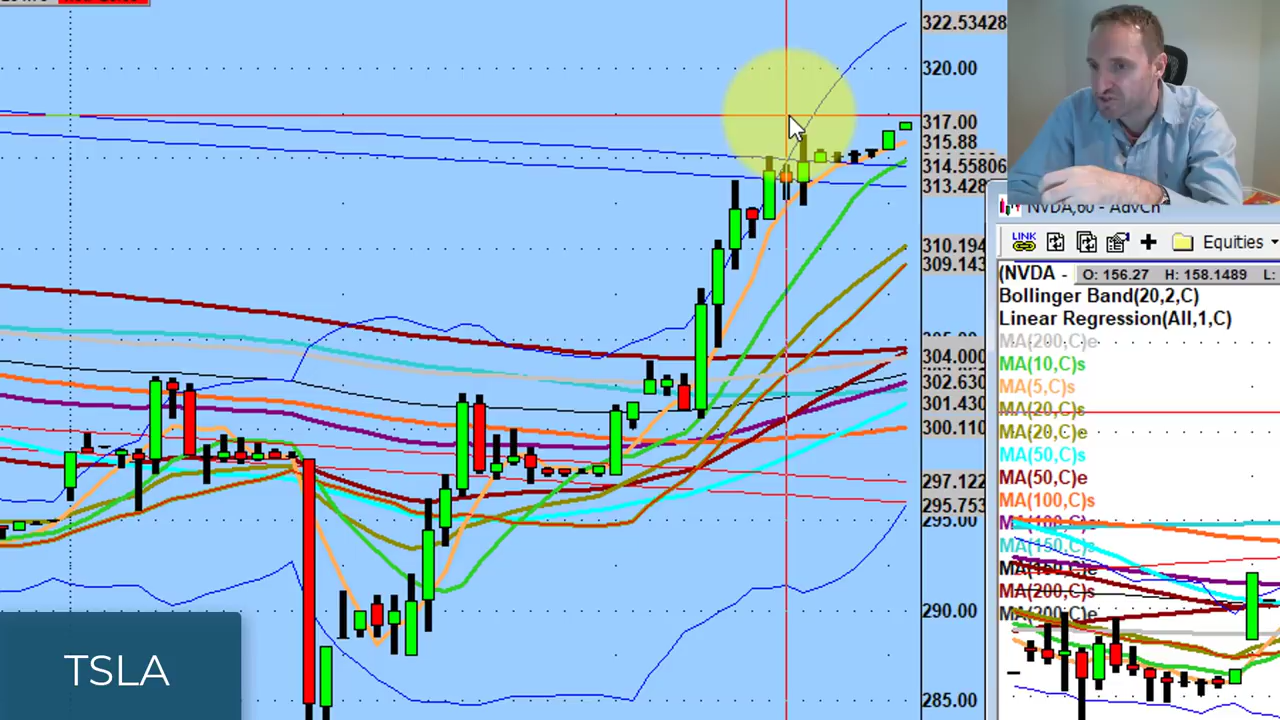 322.53428
320.00
317.00
315.88
314.55806
313.428
310.194
309.143
304.000
302.630
301.430
300.110
297.122
295.753
295.00
290.00
285.00
TSLA
NVDA,60 - AdvCh
LINK
Equities
(NVDA - O: 156.27 H: 158.1489 L:
Bollinger Band(20,2,C)
Linear Regression(All,1,C)
MA(200,C)e
MA(10,C)s
MA(5,C)s
MA(20,C)s
MA(20,C)e
MA(50,C)s
MA(50,C)e
MA(100,C)s
MA(100,C)e
MA(150,C)s
MA(150,C)e
MA(200,C)s
MA(200,C)e